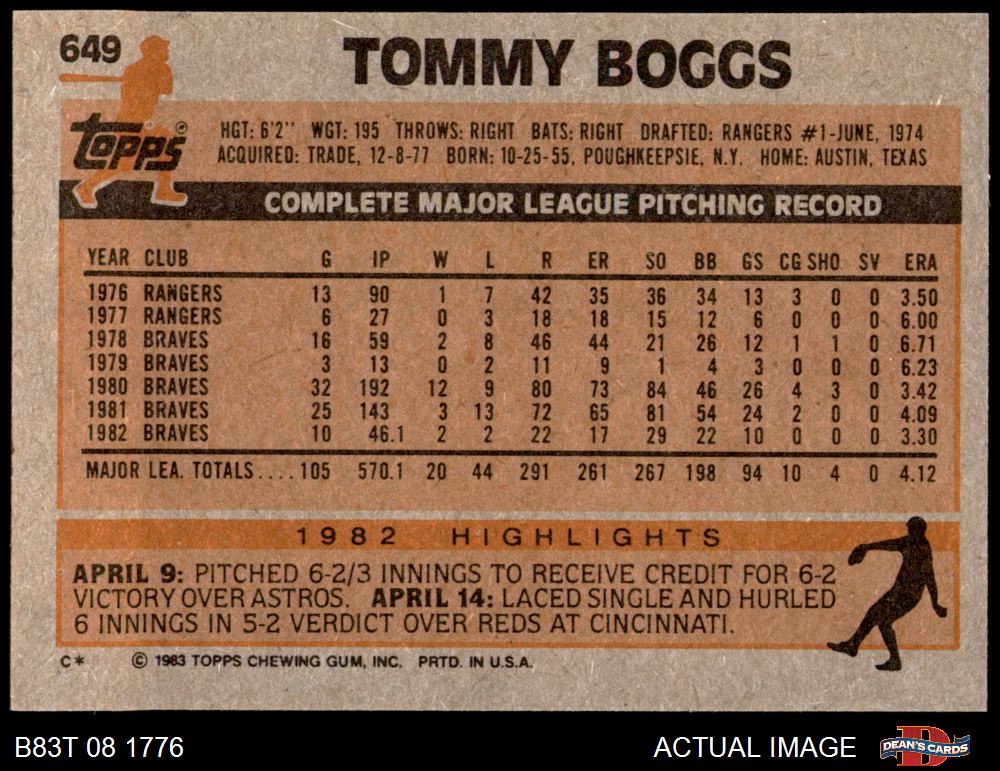 649
TOMMY BOGGS
Topps®
HGT: 6'2" WGT: 195 THROWS: RIGHT BATS: RIGHT DRAFTED: RANGERS #1-JUNE, 1974
ACQUIRED: TRADE, 12-8-77 BORN: 10-25-55, POUGHKEEPSIE, N.Y. HOME: AUSTIN, TEXAS
COMPLETE MAJOR LEAGUE PITCHING RECORD
YEAR CLUB G IP W L R ER SO BB GS CG SHO SV ERA
1976 RANGERS 13 90 1 7 42 35 36 34 13 3 0 0 3.50
1977 RANGERS 6 27 0 3 18 18 15 12 6 0 0 0 6.00
1978 BRAVES 16 59 2 8 46 44 21 26 12 1 1 0 6.71
1979 BRAVES 3 13 0 2 11 9 1 4 3 0 0 0 6.23
1980 BRAVES 32 192 12 9 80 73 84 46 26 4 3 0 3.42
1981 BRAVES 25 143 3 13 72 65 81 54 24 2 0 0 4.09
1982 BRAVES 10 46.1 2 2 22 17 29 22 10 0 0 0 3.30
MAJOR LEA. TOTALS.... 105 570.1 20 44 291 261 267 198 94 10 4 0 4.12
1982 HIGHLIGHTS
APRIL 9: PITCHED 6-2/3 INNINGS TO RECEIVE CREDIT FOR 6-2
VICTORY OVER ASTROS. APRIL 14: LACED SINGLE AND HURLED
6 INNINGS IN 5-2 VERDICT OVER REDS AT CINCINNATI.
C* © 1983 TOPPS CHEWING GUM, INC. PRTD. IN U.S.A.
B83T 08 1776 ACTUAL IMAGE DEAN'S CARDS